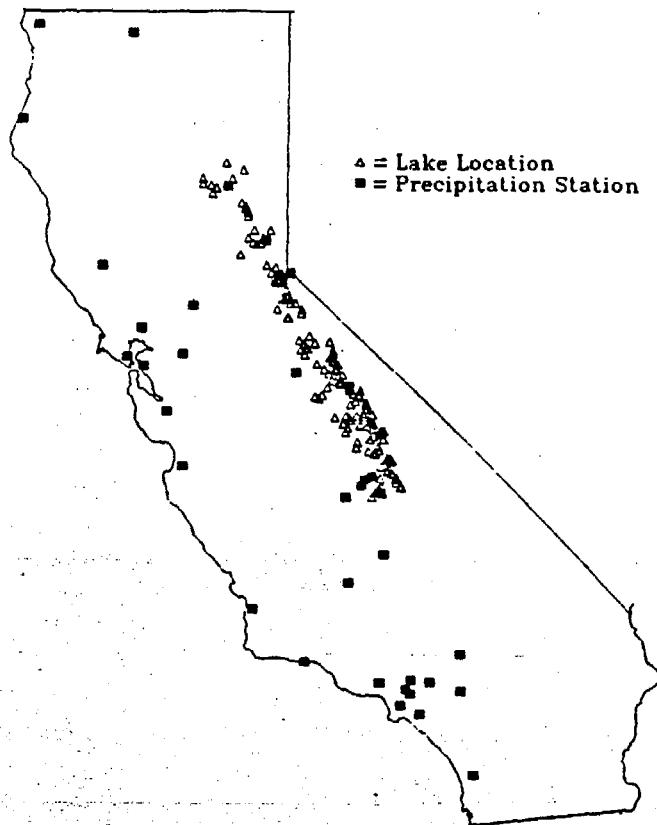 △ = Lake Location
■ = Precipitation Station